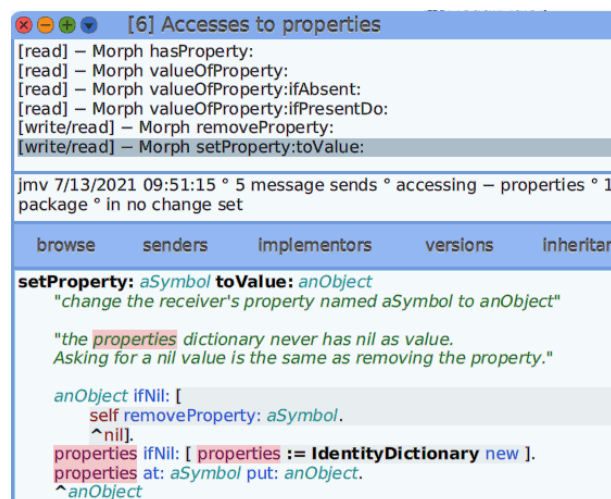 [6] Accesses to properties
[read] − Morph hasProperty:
[read] − Morph valueOfProperty:
[read] − Morph valueOfProperty:ifAbsent:
[read] − Morph valueOfProperty:ifPresentDo:
[write/read] − Morph removeProperty:
[write/read] − Morph setProperty:toValue:
jmv 7/13/2021 09:51:15 ° 5 message sends ° accessing − properties ° 1
package ° in no change set
browse senders implementors versions inheritan
setProperty: aSymbol toValue: anObject
"change the receiver's property named aSymbol to anObject"
"the properties dictionary never has nil as value.
Asking for a nil value is the same as removing the property."
anObject ifNil: [
self removeProperty: aSymbol.
^nil].
properties ifNil: [ properties := IdentityDictionary new ].
properties at: aSymbol put: anObject.
^anObject